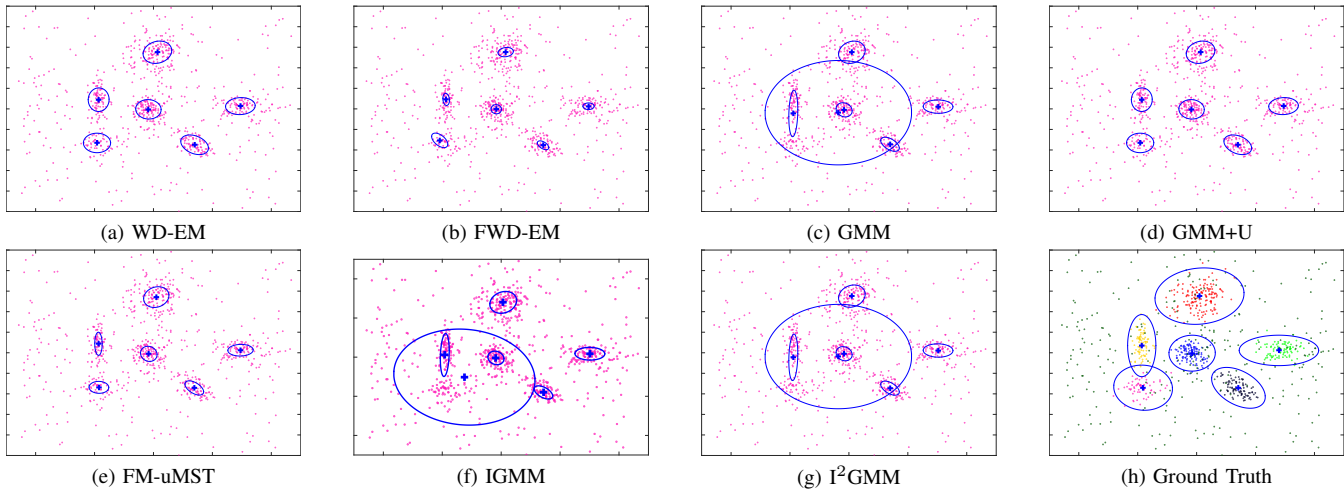 (a) WD-EM
(b) FWD-EM
(c) GMM
(d) GMM+U
(e) FM-uMST
(f) IGMM
(g) I²GMM
(h) Ground Truth